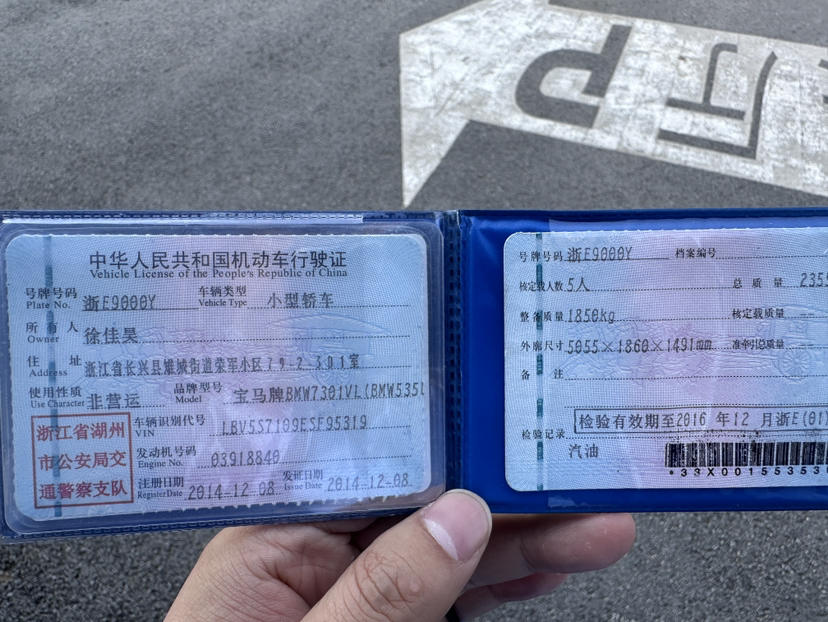 中华人民共和国机动车行驶证
Vehicle License of the People's Republic of China
号牌号码 浙E9000Y 车辆类型 小型轿车
Plate No. Vehicle Type
所有人 徐佳昊
Owner
住址 浙江省长兴县雉城街道荣军小区79-2-301室
Address
使用性质 非营运 品牌型号 宝马牌BMW7301VL(BMW535L
Use Character Model
浙江省湖州
市公安局交
通警察支队
车辆识别代号 LBV5S7109ESF95319
VIN
发动机号码 03918840
Engine No.
注册日期 2014-12-08 发证日期 2014-12-08
Register Date Issue Date
号牌号码 浙E9000Y 档案编号
核定载人数 5人 总质量 235
整备质量 1850kg 核定载质量 --
外廓尺寸 5055×1860×1491mm 准牵引总质量 --
备注
检验有效期至2016 年12 月浙E(01)
检验记录
汽油
*33X00155353
P